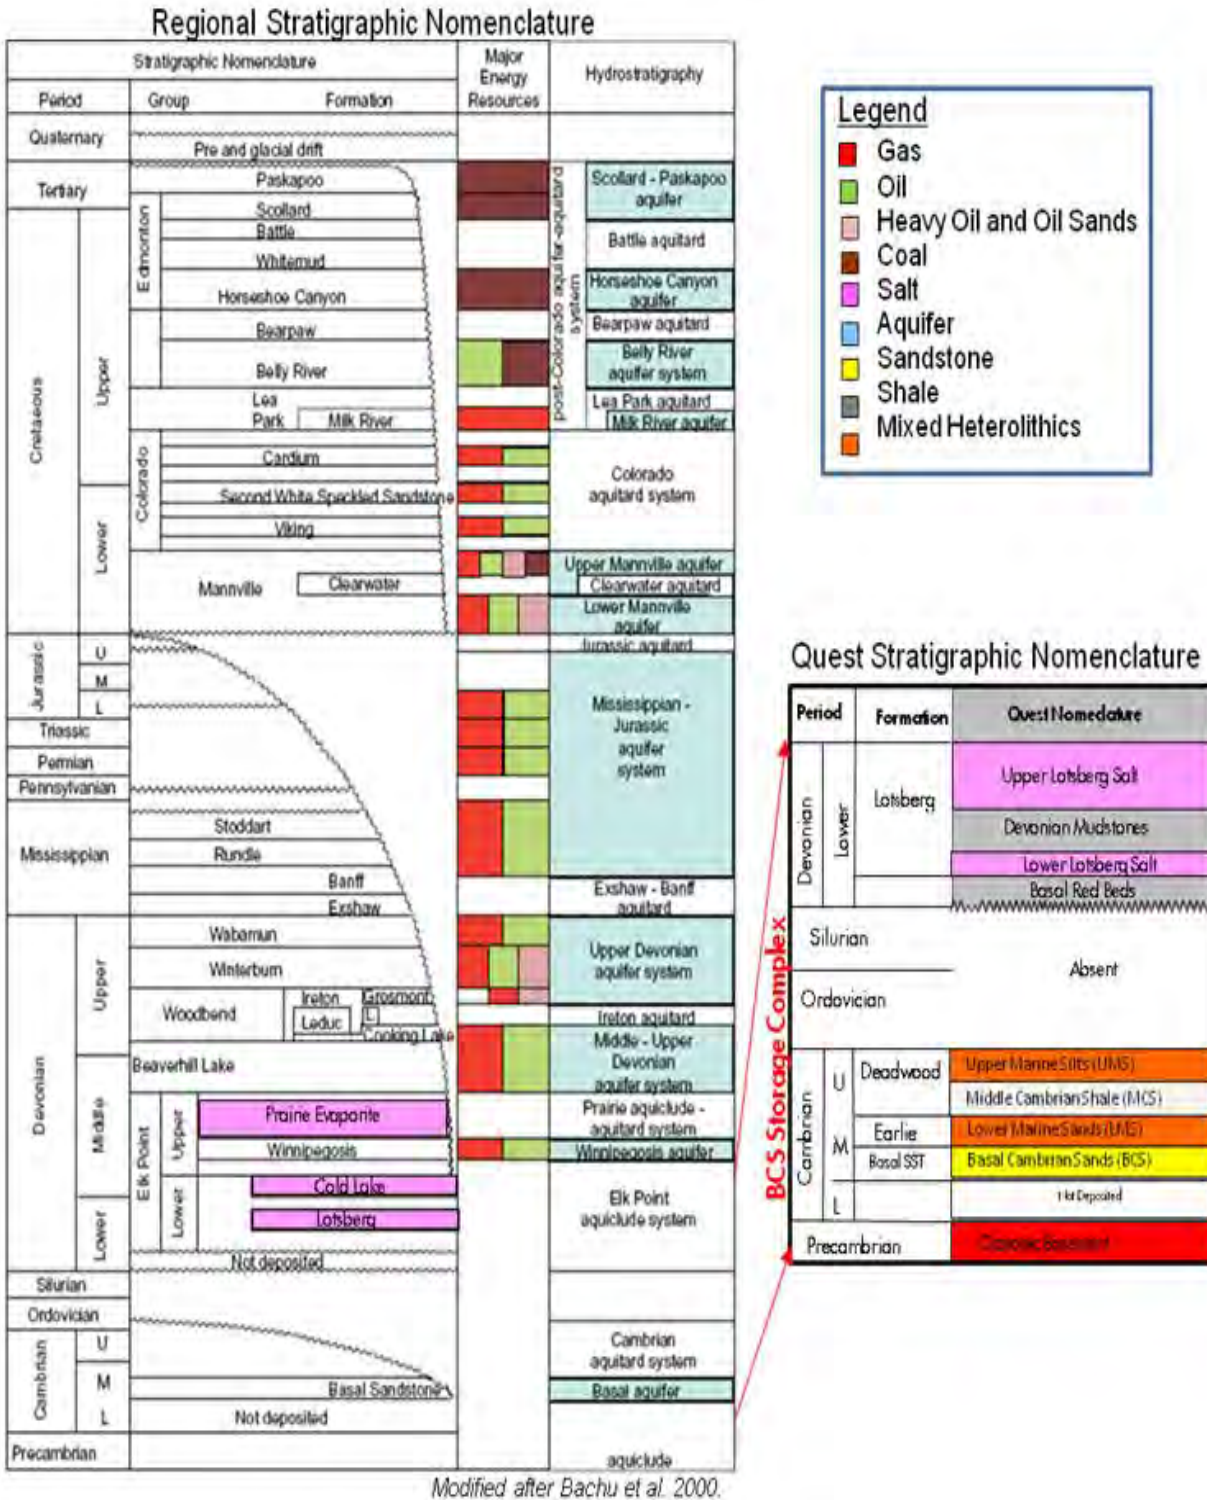 Regional Stratigraphic Nomenclature
Stratigraphic Nomenclature
Major
Energy
Resources
Hydrostratigraphy
Period
Group
Formation
Quaternary
Pre and glacial drift
Tertiary
Paskapoo
Scollard - Paskapoo
aquifer
Cretaeous
Upper
Edmonton
Scollard
Battle
Whitemud
Horseshoe Canyon
Bearpaw
Belly River
Lea
Park
Milk River
post-Colorado aquifer-aquitard
system
Battle aquitard
Horseshoe Canyon
aquifer
Bearpaw aquitard
Belly River
aquifer system
Lea Park aquitard
Milk River aquifer
Colorado
Cardium
Second White Speckled Sandstone
Viking
Colorado
aquitard system
Lower
Mannville
Clearwater
Upper Mannville aquifer
Clearwater aquitard
Lower Mannville
aquifer
Jurassic aquitard
Jurassic
U
M
L
Triassic
Permian
Pennsylvanian
Mississippian -
Jurassic
aquifer
system
Mississippian
Stoddart
Rundle
Banff
Exshaw
Exshaw - Banff
aquitard
Devonian
Upper
Wabamun
Winterburn
Woodbend
Ireton
Grosmont
Leduc
L
Cooking Lake
Upper Devonian
aquifer system
Ireton aquitard
Middle - Upper
Devonian
aquifer system
Middle
Beaverhill Lake
Elk Point
Upper
Prairie Evaporite
Winnipegosis
Prairie aquiclude -
aquitard system
Winnipegosis aquifer
Lower
Lower
Cold Lake
Lotsberg
Not deposited
Elk Point
aquiclude system
Silurian
Ordovician
Cambrian
U
M
L
Basal Sandstone
Not deposited
Cambrian
aquitard system
Basal aquifer
Precambrian
aquiclude
Modified after Bachu et al. 2000.
Legend
Gas
Oil
Heavy Oil and Oil Sands
Coal
Salt
Aquifer
Sandstone
Shale
Mixed Heterolithics
Quest Stratigraphic Nomenclature
Period
Formation
Quest Nomedature
BCS Storage Complex
Devonian
Lower
Lotsberg
Upper Lotsberg Salt
Devonian Mudstones
Lower Lotsberg Salt
Basal Red Beds
Silurian
Ordovician
Absent
Cambrian
U
M
L
Deadwood
Upper Marine Silts (UMS)
Middle Cambrian Shale (MCS)
Earlie
Lower Marine Sands (LMS)
Basal SST
Basal Cambrian Sands (BCS)
Not Deposited
Precambrian
Basement